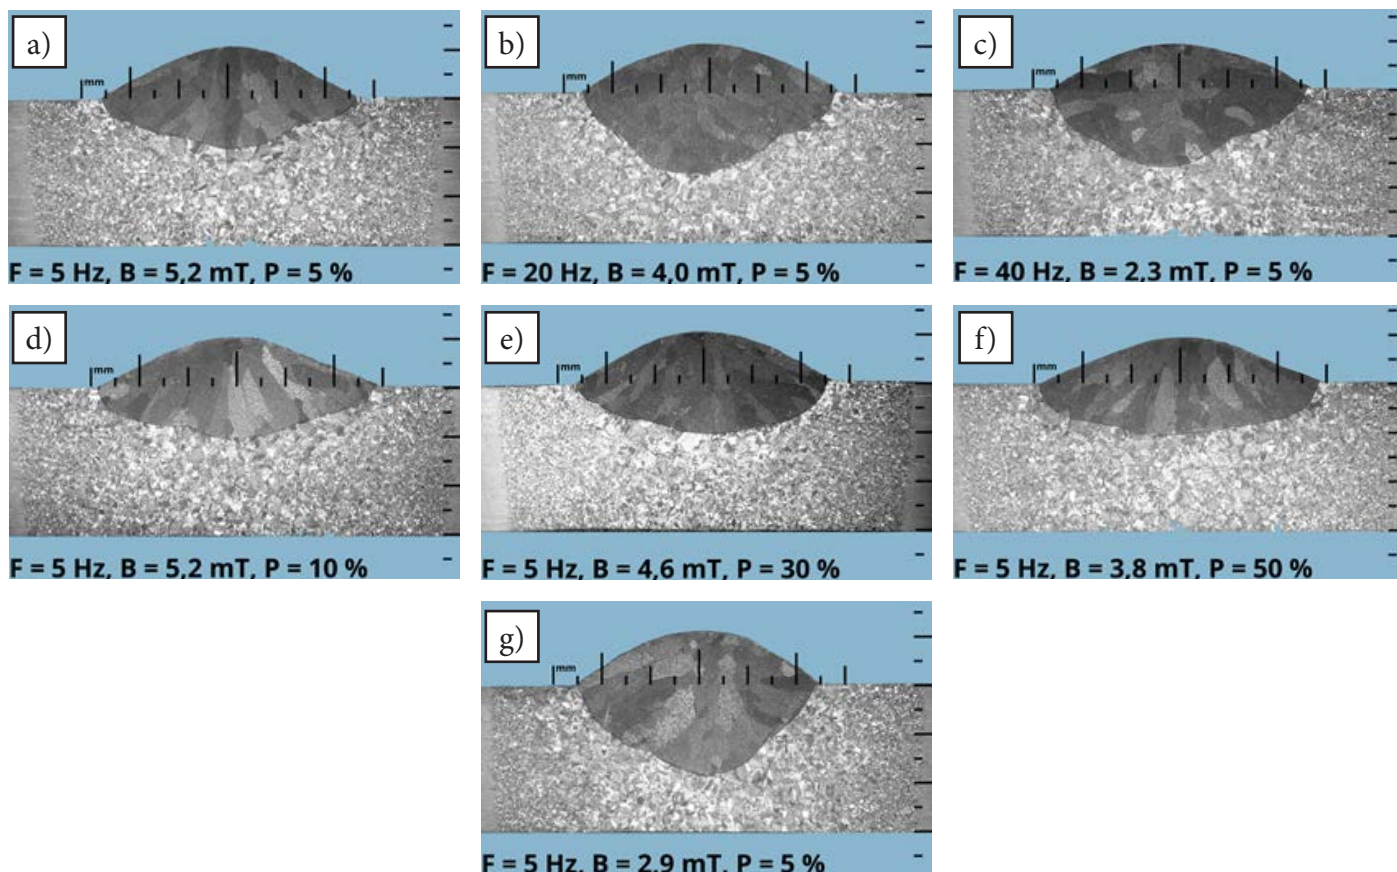 a)
mm
F = 5 Hz, B = 5,2 mT, P = 5 %
b)
mm
F = 20 Hz, B = 4,0 mT, P = 5 %
c)
mm
F = 40 Hz, B = 2,3 mT, P = 5 %
d)
mm
F = 5 Hz, B = 5,2 mT, P = 10 %
e)
mm
F = 5 Hz, B = 4,6 mT, P = 30 %
f)
mm
F = 5 Hz, B = 3,8 mT, P = 50 %
g)
mm
F = 5 Hz, B = 2,9 mT, P = 5 %